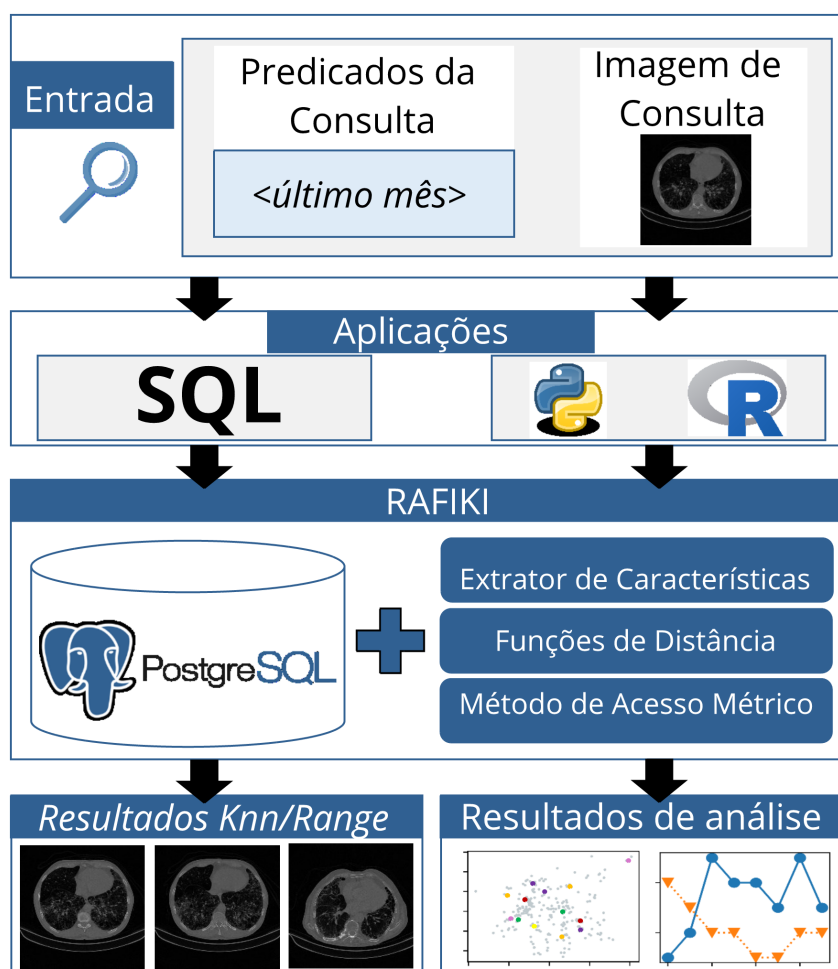 Entrada
Predicados da
Consulta
<último mês>
Imagem de
Consulta
Aplicações
SQL
R
RAFIKI
PostgreSQL
Extrator de Características
Funções de Distância
Método de Acesso Métrico
Resultados Knn/Range
Resultados de análise